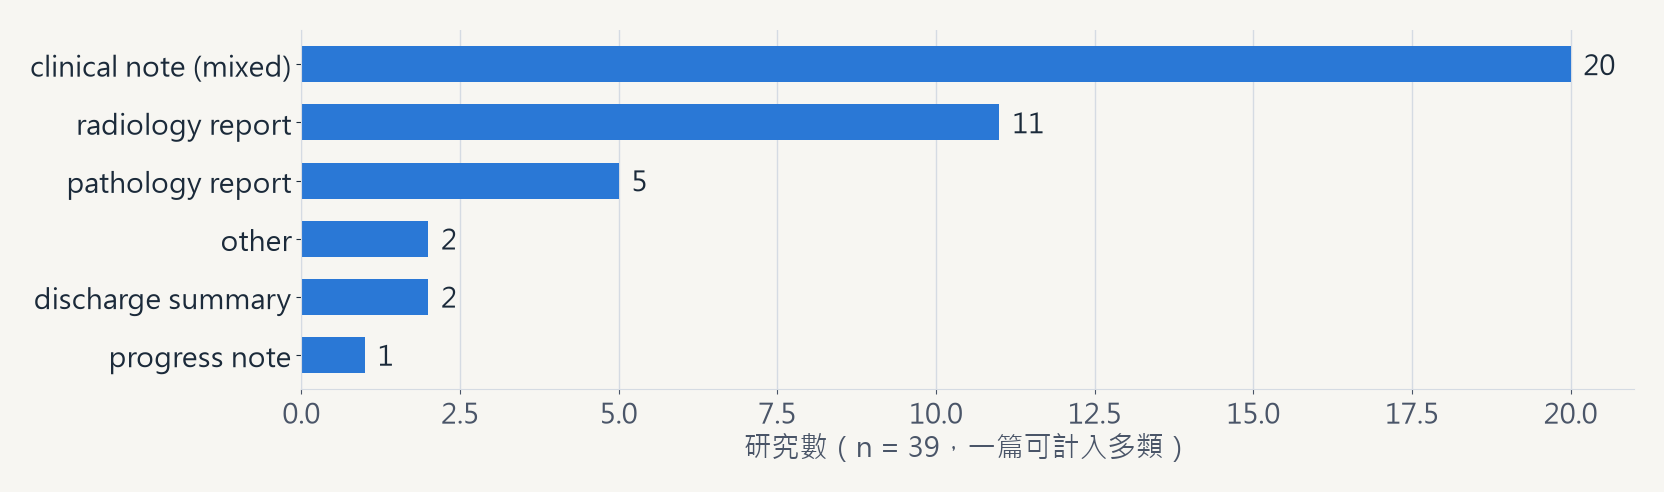 clinical note (mixed) 20
radiology report 11
pathology report 5
other 2
discharge summary 2
progress note 1
0.0 2.5 5.0 7.5 10.0 12.5 15.0 17.5 20.0
研究數（n = 39，一篇可計入多類）